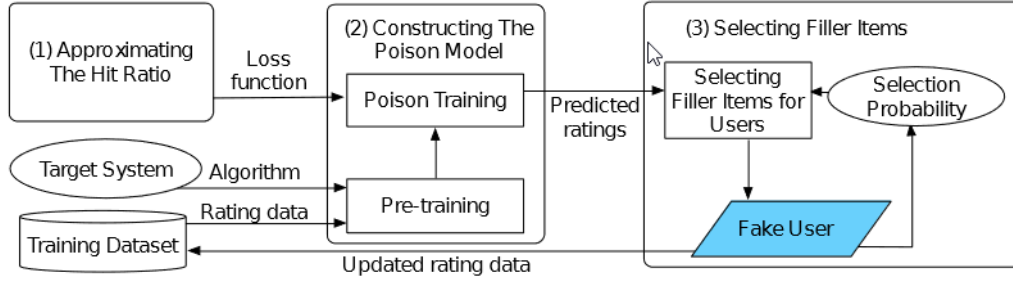 (1) Approximating
The Hit Ratio
Loss
function
(2) Constructing The
Poison Model
Poison Training
Pre-training
Predicted
ratings
(3) Selecting Filler Items
Selecting
Filler Items for
Users
Selection
Probability
Target System
Algorithm
Rating data
Training Dataset
Fake User
Updated rating data